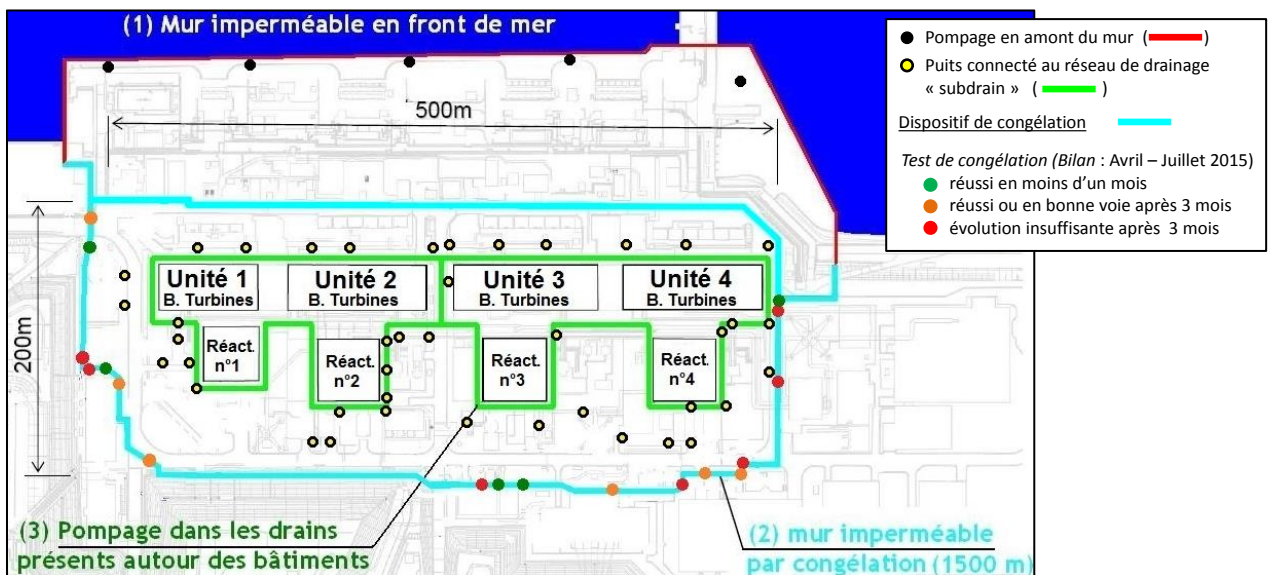 (1) Mur imperméable en front de mer
● Pompage en amont du mur ( )
Puits connecté au réseau de drainage
« subdrain » ( )
Dispositif de congélation
Test de congélation (Bilan : Avril – Juillet 2015)
réussi en moins d'un mois
réussi ou en bonne voie après 3 mois
évolution insuffisante après 3 mois
500m
200m
Unité 1
B. Turbines
Unité 2
B. Turbines
Unité 3
B. Turbines
Unité 4
B. Turbines
Réact.
n°1
Réact.
n°2
Réact.
n°3
Réact.
n°4
(3) Pompage dans les drains
présents autour des bâtiments
(2) mur imperméable
par congélation (1500 m)